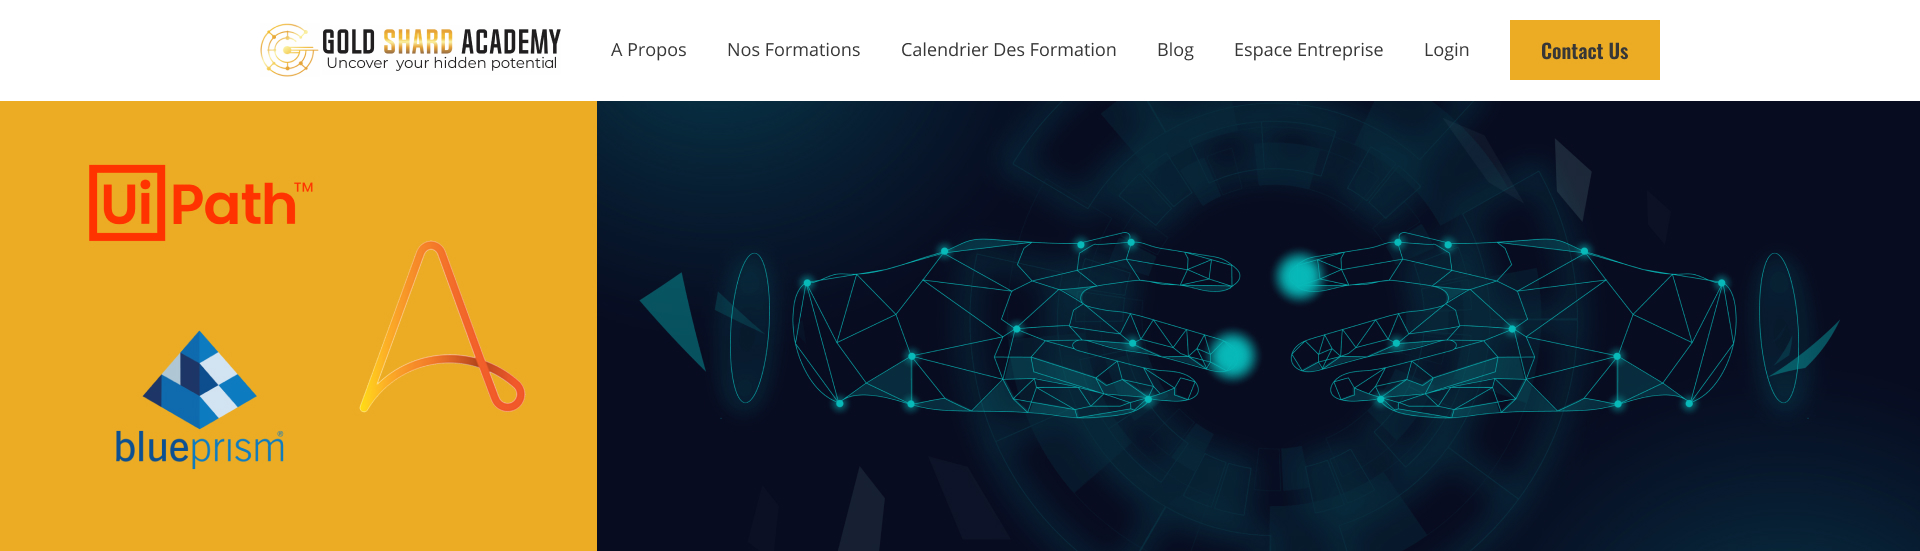 GOLD SHARD ACADEMY
Uncover your hidden potential
A Propos
Nos Formations
Calendrier Des Formation
Blog
Espace Entreprise
Login
Contact Us
UiPath™
blueprism®